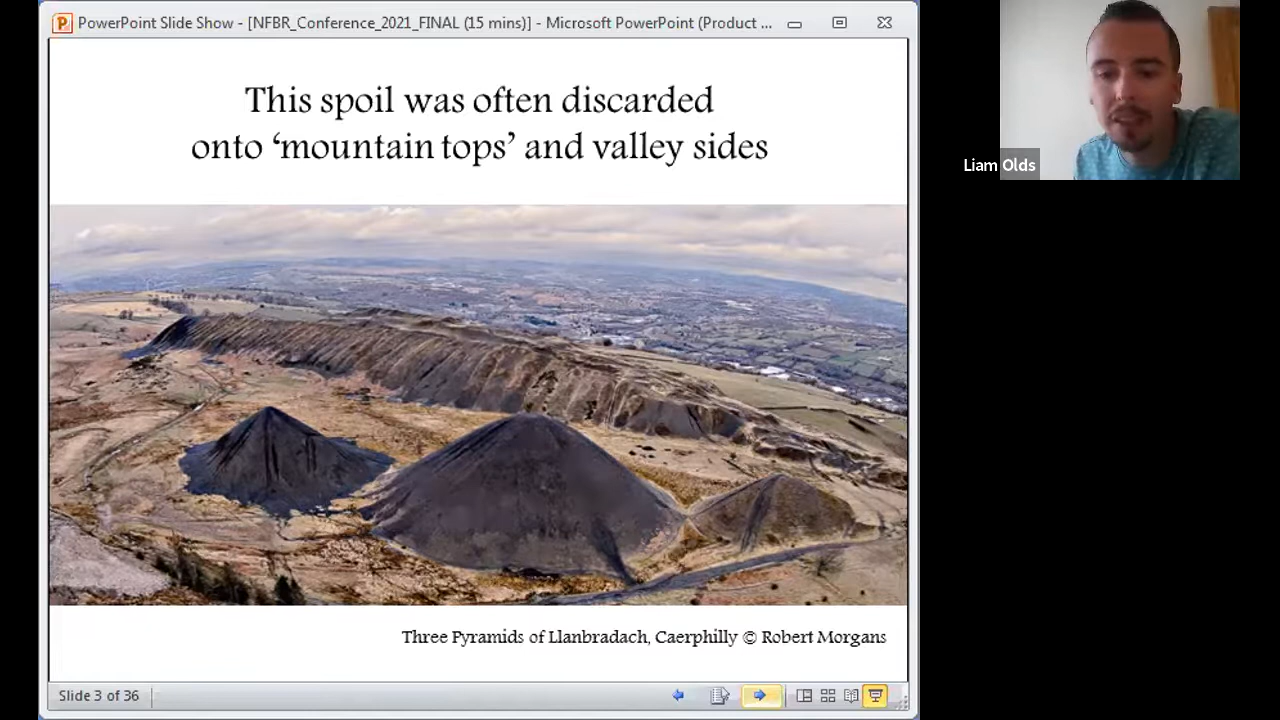 PowerPoint Slide Show - [NFBR_Conference_2021_FINAL (15 mins)] - Microsoft PowerPoint (Product ...
This spoil was often discarded
onto ‘mountain tops’ and valley sides
Three Pyramids of Llanbradach, Caerphilly © Robert Morgans
Slide 3 of 36
Liam Olds